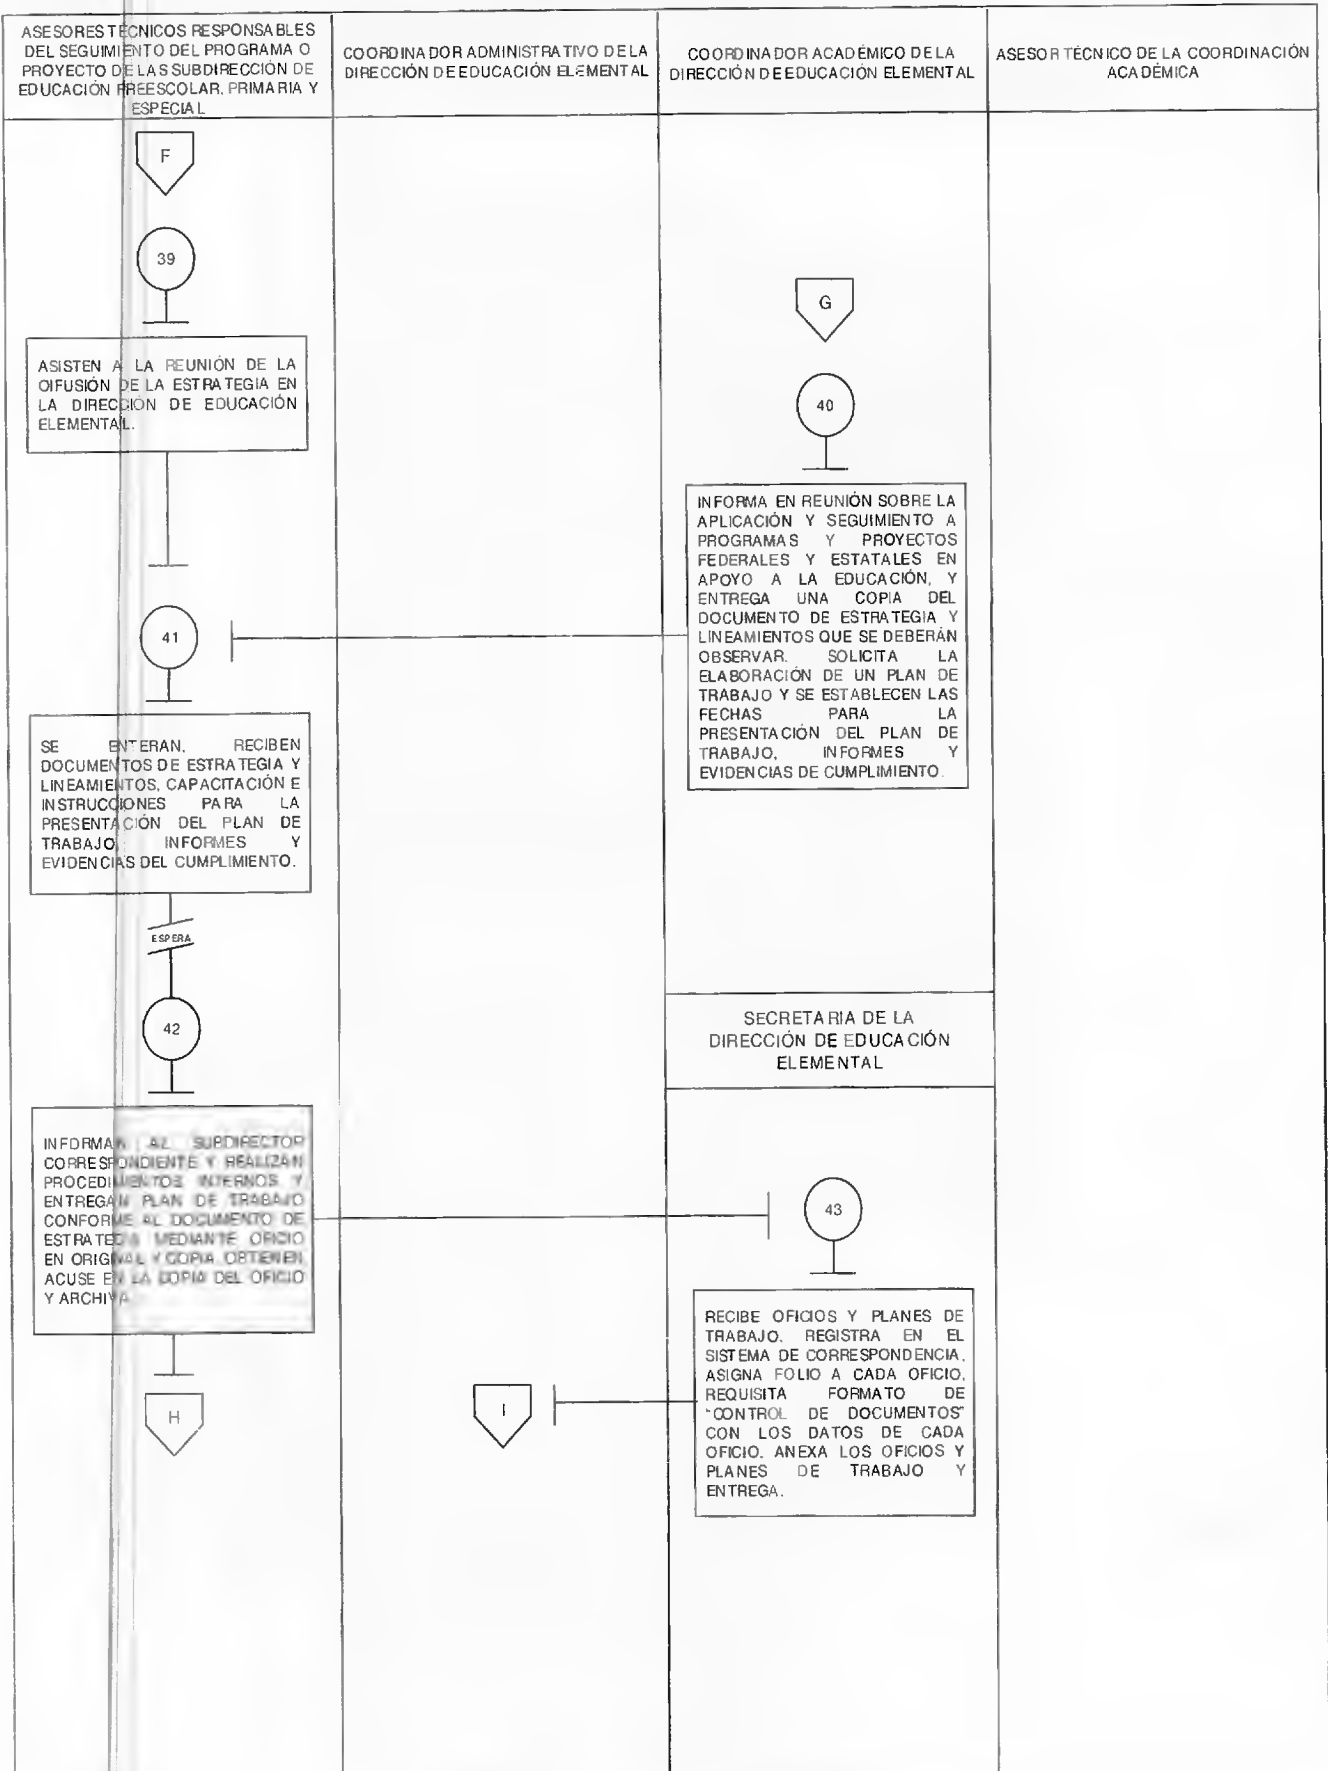 ASESORES TÉCNICOS RESPONSABLES
DEL SEGUIMIENTO DEL PROGRAMA O
PROYECTO DE LAS SUBDIRECCIÓN DE
EDUCACIÓN PREESCOLAR, PRIMARIA Y
ESPECIAL
COORDINADOR ADMINISTRATIVO DE LA
DIRECCIÓN DE EDUCACIÓN ELEMENTAL
COORDINADOR ACADÉMICO DE LA
DIRECCIÓN DE EDUCACIÓN ELEMENTAL
ASESOR TÉCNICO DE LA COORDINACIÓN
ACADÉMICA
F
39
ASISTEN A LA REUNIÓN DE LA
DIFUSIÓN DE LA ESTRATEGIA EN
LA DIRECCIÓN DE EDUCACIÓN
ELEMENTAL.
G
40
INFORMA EN REUNIÓN SOBRE LA
APLICACIÓN Y SEGUIMIENTO A
PROGRAMAS Y PROYECTOS
FEDERALES Y ESTATALES EN
APOYO A LA EDUCACIÓN, Y
ENTREGA UNA COPIA DEL
DOCUMENTO DE ESTRATEGIA Y
LINEAMIENTOS QUE SE DEBERÁN
OBSERVAR. SOLICITA LA
ELABORACIÓN DE UN PLAN DE
TRABAJO Y SE ESTABLECEN LAS
FECHAS PARA LA
PRESENTACIÓN DEL PLAN DE
TRABAJO, INFORMES Y
EVIDENCIAS DE CUMPLIMIENTO.
41
SE ENTERAN, RECIBEN
DOCUMENTOS DE ESTRATEGIA Y
LINEAMIENTOS, CAPACITACIÓN E
INSTRUCCIONES PARA LA
PRESENTACIÓN DEL PLAN DE
TRABAJO, INFORMES Y
EVIDENCIAS DEL CUMPLIMIENTO.
ESPERA
42
INFORMAN AL SUBDIRECTOR
CORRESPONDIENTE Y REALIZAN
PROCEDIMIENTOS INTERNOS Y
ENTREGAN PLAN DE TRABAJO
CONFORME AL DOCUMENTO DE
ESTRATEGIA MEDIANTE OFICIO
EN ORIGINAL Y COPIA OBTIENEN
ACUSE EN LA COPIA DEL OFICIO
Y ARCHIVA.
H
SECRETARIA DE LA
DIRECCIÓN DE EDUCACIÓN
ELEMENTAL
43
RECIBE OFICIOS Y PLANES DE
TRABAJO, REGISTRA EN EL
SISTEMA DE CORRESPONDENCIA,
ASIGNA FOLIO A CADA OFICIO,
REQUISITA FORMATO DE
"CONTROL DE DOCUMENTOS"
CON LOS DATOS DE CADA
OFICIO. ANEXA LOS OFICIOS Y
PLANES DE TRABAJO Y
ENTREGA.
I